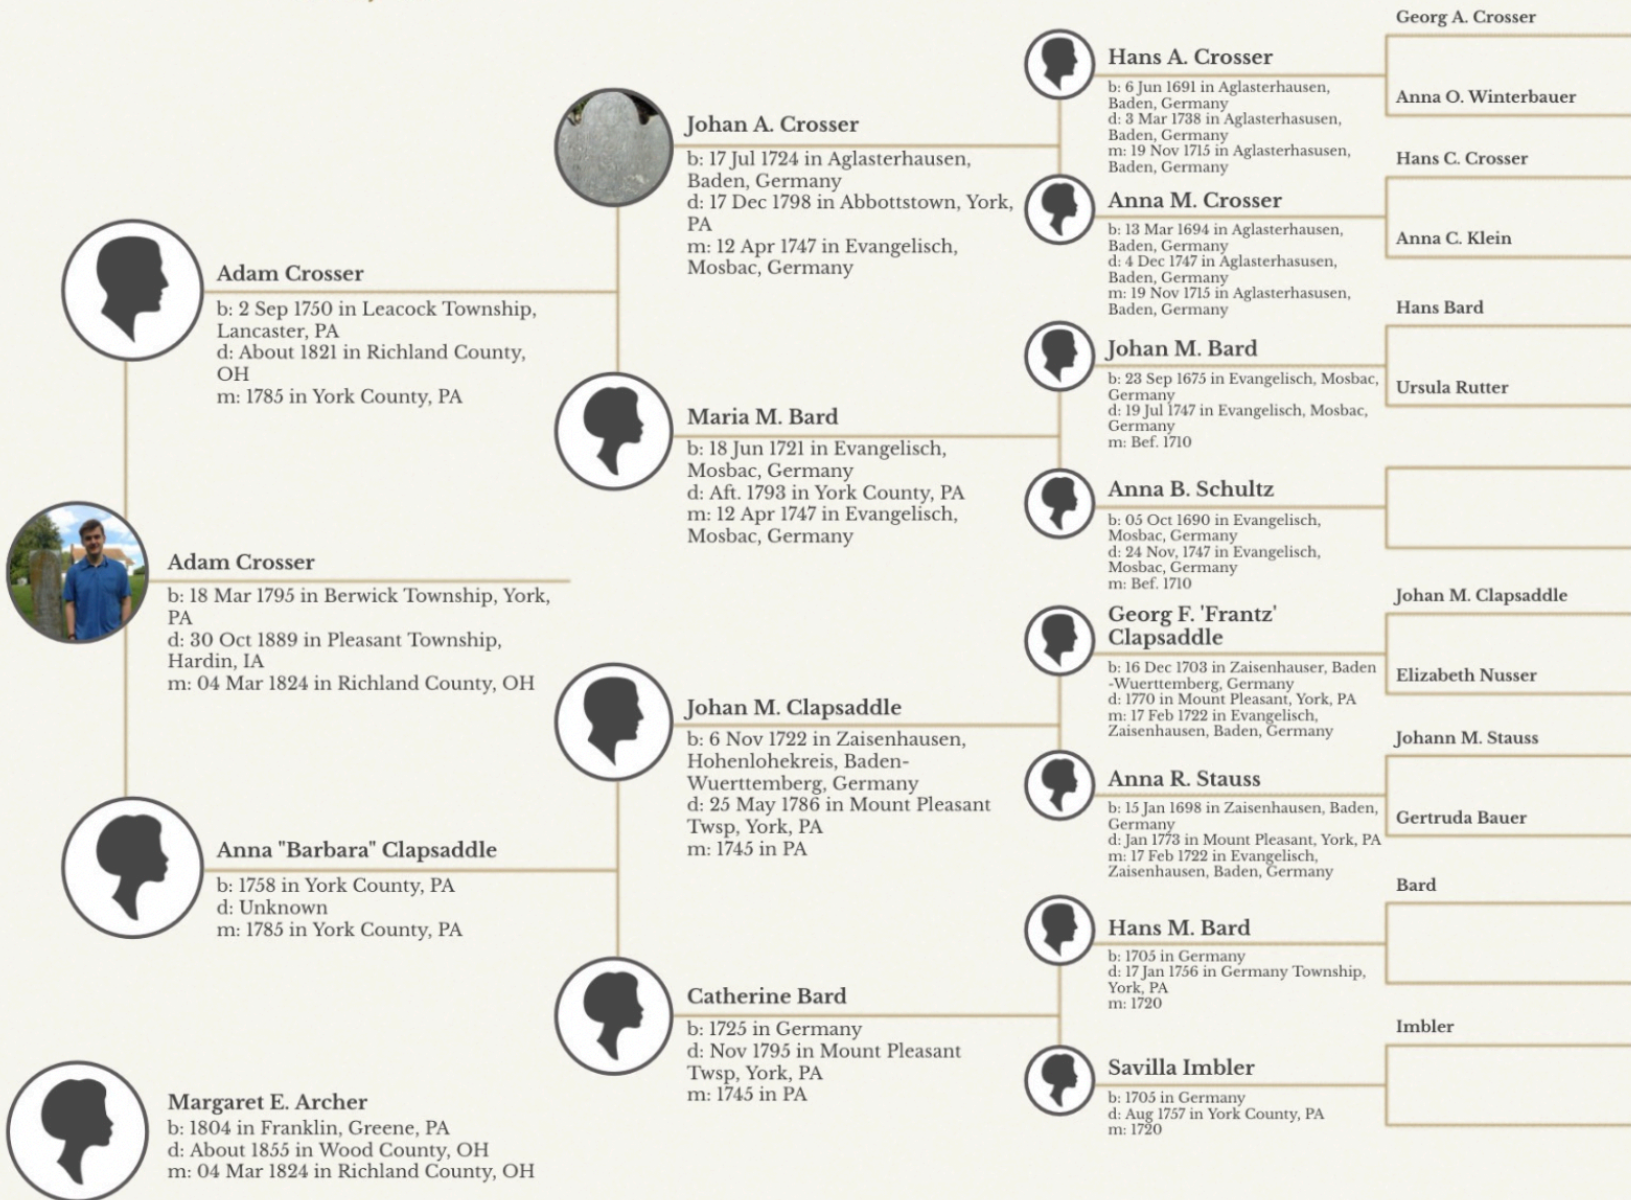 Adam Crosser
b: 18 Mar 1795 in Berwick Township, York,
PA
d: 30 Oct 1889 in Pleasant Township,
Hardin, IA
m: 04 Mar 1824 in Richland County, OH
Margaret E. Archer
b: 1804 in Franklin, Greene, PA
d: About 1855 in Wood County, OH
m: 04 Mar 1824 in Richland County, OH
Adam Crosser
b: 2 Sep 1750 in Leacock Township,
Lancaster, PA
d: About 1821 in Richland County,
OH
m: 1785 in York County, PA
Anna "Barbara" Clapsaddle
b: 1758 in York County, PA
d: Unknown
m: 1785 in York County, PA
Johan A. Crosser
b: 17 Jul 1724 in Aglasterhausen,
Baden, Germany
d: 17 Dec 1798 in Abbottstown, York,
PA
m: 12 Apr 1747 in Evangelisch,
Mosbac, Germany
Maria M. Bard
b: 18 Jun 1721 in Evangelisch,
Mosbac, Germany
d: Aft. 1793 in York County, PA
m: 12 Apr 1747 in Evangelisch,
Mosbac, Germany
Johan M. Clapsaddle
b: 6 Nov 1722 in Zaisenhausen,
Hohenlohekreis, Baden-
Wuerttemberg, Germany
d: 25 May 1786 in Mount Pleasant
Twsp, York, PA
m: 1745 in PA
Catherine Bard
b: 1725 in Germany
d: Nov 1795 in Mount Pleasant
Twsp, York, PA
m: 1745 in PA
Hans A. Crosser
b: 6 Jun 1691 in Aglasterhausen,
Baden, Germany
d: 3 Mar 1738 in Aglasterhasusen,
Baden, Germany
m: 19 Nov 1715 in Aglasterhasusen,
Baden, Germany
Anna M. Crosser
b: 13 Mar 1694 in Aglasterhausen,
Baden, Germany
d: 4 Dec 1747 in Aglasterhasusen,
Baden, Germany
m: 19 Nov 1715 in Aglasterhasusen,
Baden, Germany
Johan M. Bard
b: 23 Sep 1675 in Evangelisch, Mosbac,
Germany
d: 19 Jul 1747 in Evangelisch, Mosbac,
Germany
m: Bef. 1710
Anna B. Schultz
b: 05 Oct 1690 in Evangelisch,
Mosbac, Germany
d: 24 Nov, 1747 in Evangelisch,
Mosbac, Germany
m: Bef. 1710
Georg F. 'Frantz'
Clapsaddle
b: 16 Dec 1703 in Zaisenhauser, Baden
-Wuerttemberg, Germany
d: 1770 in Mount Pleasant, York, PA
m: 17 Feb 1722 in Evangelisch,
Zaisenhausen, Baden, Germany
Anna R. Stauss
b: 15 Jan 1698 in Zaisenhausen, Baden,
Germany
d: Jan 1773 in Mount Pleasant, York, PA
m: 17 Feb 1722 in Evangelisch,
Zaisenhausen, Baden, Germany
Hans M. Bard
b: 1705 in Germany
d: 17 Jan 1756 in Germany Township,
York, PA
m: 1720
Savilla Imbler
b: 1705 in Germany
d: Aug 1757 in York County, PA
m: 1720
Georg A. Crosser
Anna O. Winterbauer
Hans C. Crosser
Anna C. Klein
Hans Bard
Ursula Rutter
Johan M. Clapsaddle
Elizabeth Nusser
Johann M. Stauss
Gertruda Bauer
Bard
Imbler